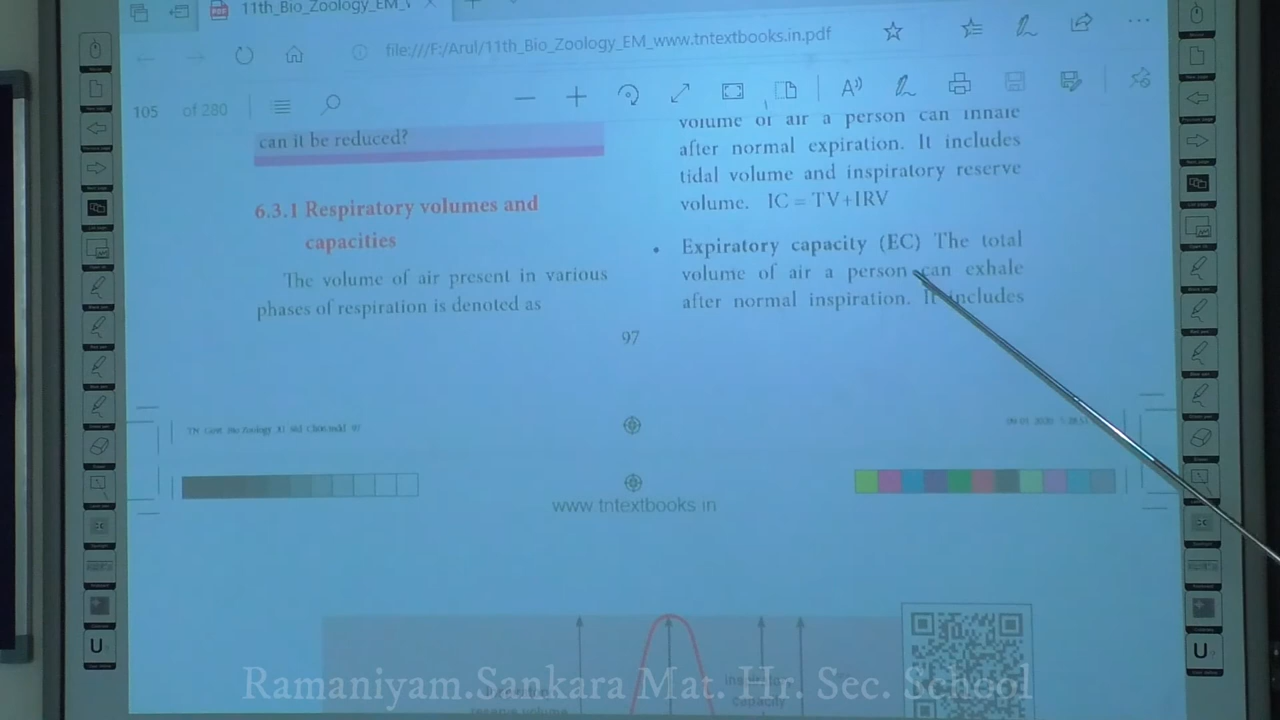 11th_Bio_Zoology_EM_
file:///F:/Arul/11th_Bio_Zoology_EM_www.tntextbooks.in.pdf
105 of 280
can it be reduced?
6.3.1 Respiratory volumes and
capacities
The volume of air present in various
phases of respiration is denoted as
volume of air a person can inhale
after normal expiration. It includes
tidal volume and inspiratory reserve
volume. IC = TV+IRV
• Expiratory capacity (EC) The total
volume of air a person can exhale
after normal inspiration. It includes
97
www tntextbooks in
reserve volume
capacity
Ramaniyam.Sankara Mat. Hr. Sec. School